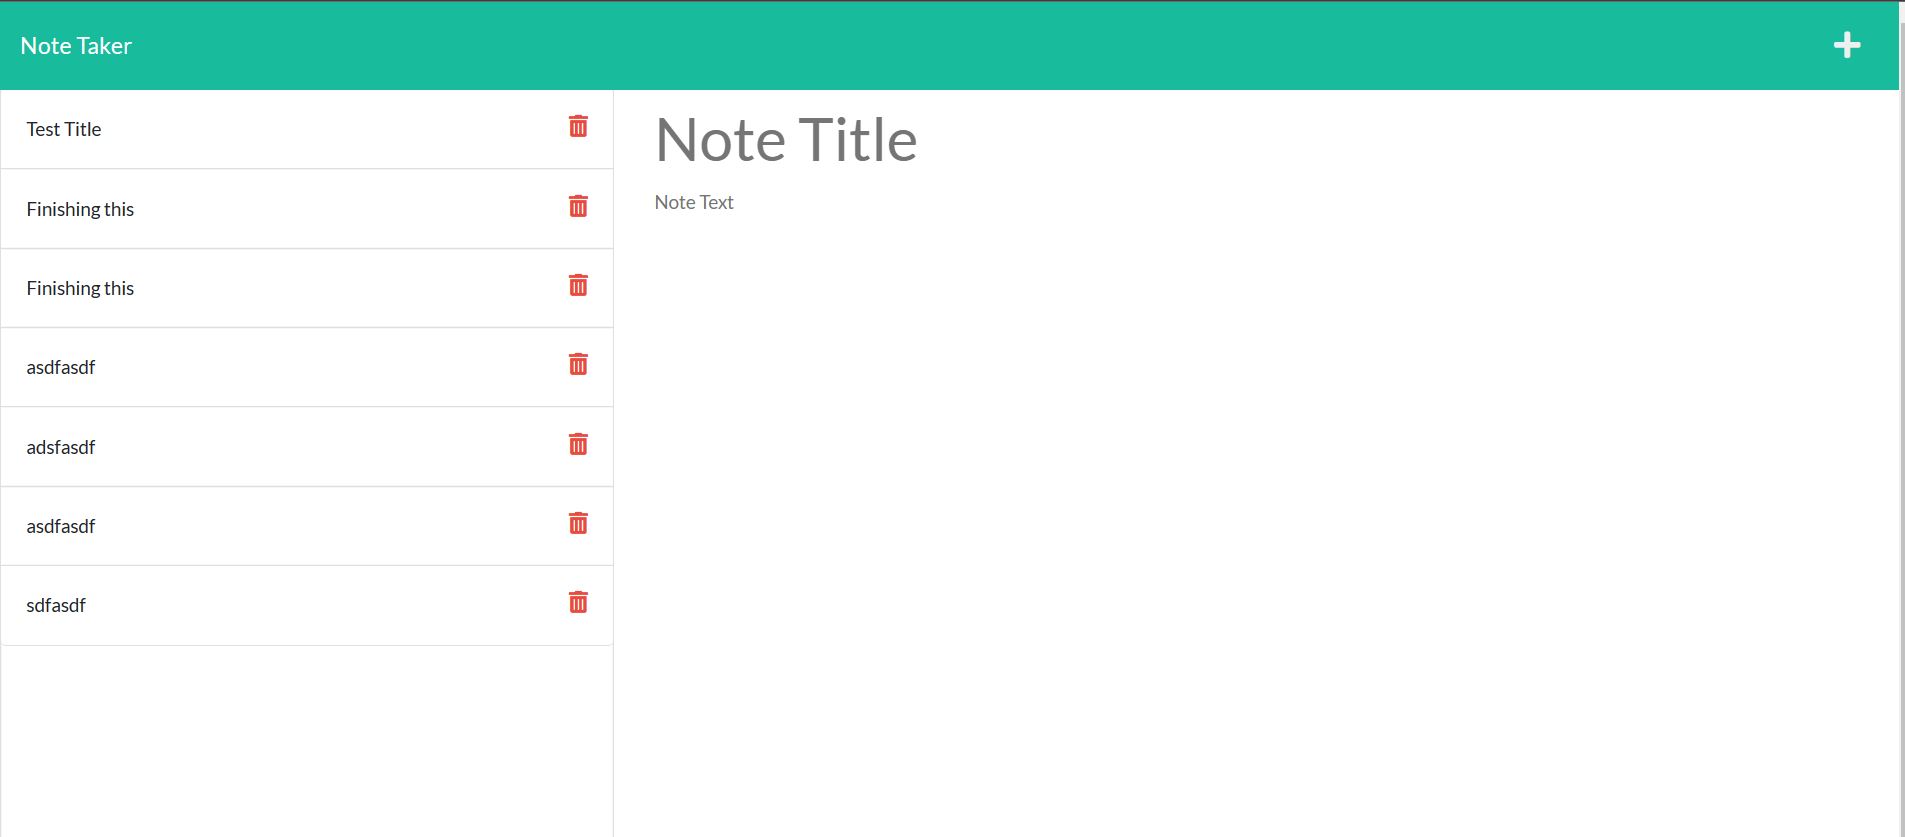 Note Taker
Test Title
Finishing this
Finishing this
asdfasdf
adsfasdf
asdfasdf
sdfasdf
Note Title
Note Text